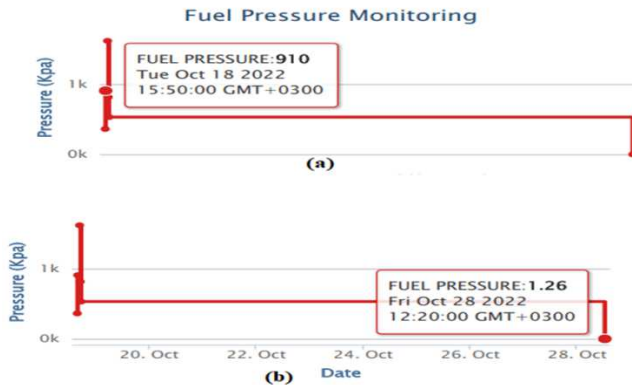 Fuel Pressure Monitoring
Pressure (Kpa)
1k
0k
FUEL PRESSURE:910
Tue Oct 18 2022
15:50:00 GMT+0300
(a)
Pressure (Kpa)
1k
0k
FUEL PRESSURE:1.26
Fri Oct 28 2022
12:20:00 GMT+0300
20. Oct
22. Oct
24. Oct
26. Oct
28. Oct
(b)
Date